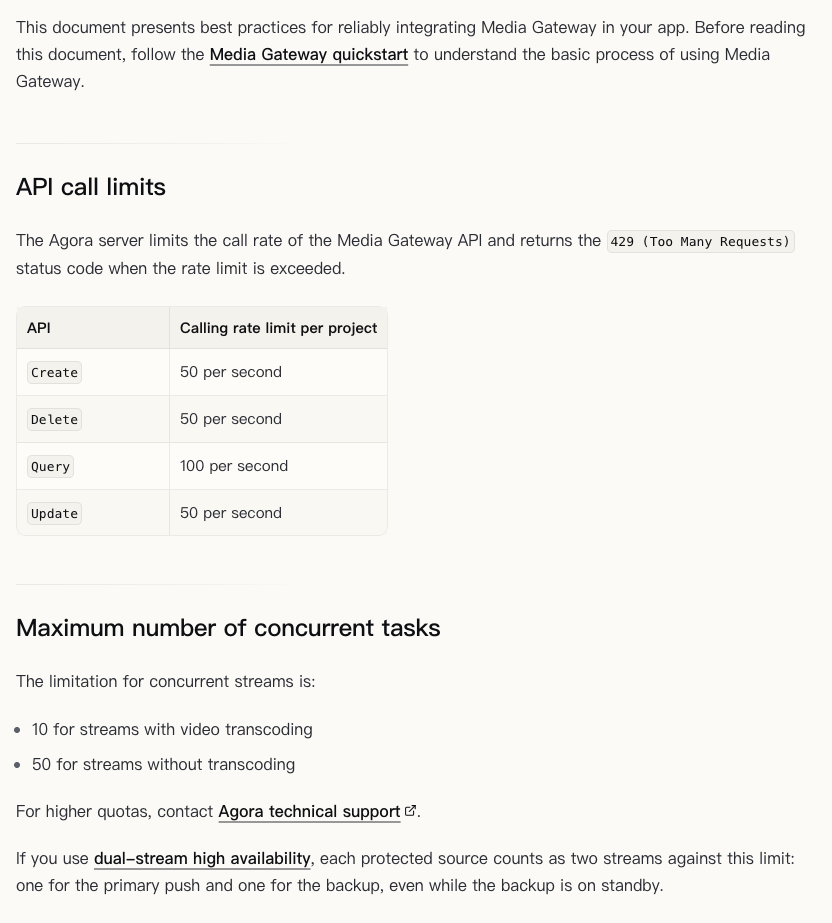 This document presents best practices for reliably integrating Media Gateway in your app. Before reading
this document, follow the Media Gateway quickstart to understand the basic process of using Media
Gateway.
API call limits
The Agora server limits the call rate of the Media Gateway API and returns the 429 (Too Many Requests)
status code when the rate limit is exceeded.
API Calling rate limit per project
Create 50 per second
Delete 50 per second
Query 100 per second
Update 50 per second
Maximum number of concurrent tasks
The limitation for concurrent streams is:
• 10 for streams with video transcoding
• 50 for streams without transcoding
For higher quotas, contact Agora technical support.
If you use dual–stream high availability, each protected source counts as two streams against this limit:
one for the primary push and one for the backup, even while the backup is on standby.